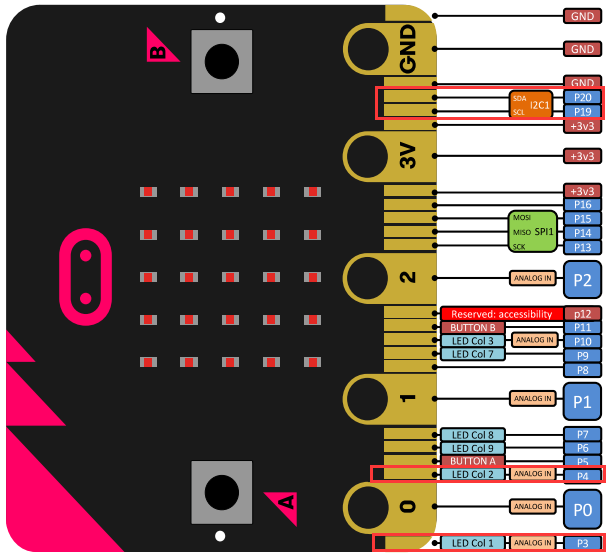 B
GND
GND
GND
GND
SDA
SCL
I2C1
P20
P19
+3v3
3V
+3v3
+3v3
P16
MOSI
MISO
SCK
SPI1
P15
P14
P13
2
ANALOG IN
P2
Reserved: accessibility
p12
BUTTON B
P11
LED Col 3
ANALOG IN
P10
LED Col 7
P9
P8
1
ANALOG IN
P1
LED Col 8
P7
LED Col 9
P6
BUTTON A
P5
LED Col 2
ANALOG IN
P4
A
0
ANALOG IN
P0
LED Col 1
ANALOG IN
P3